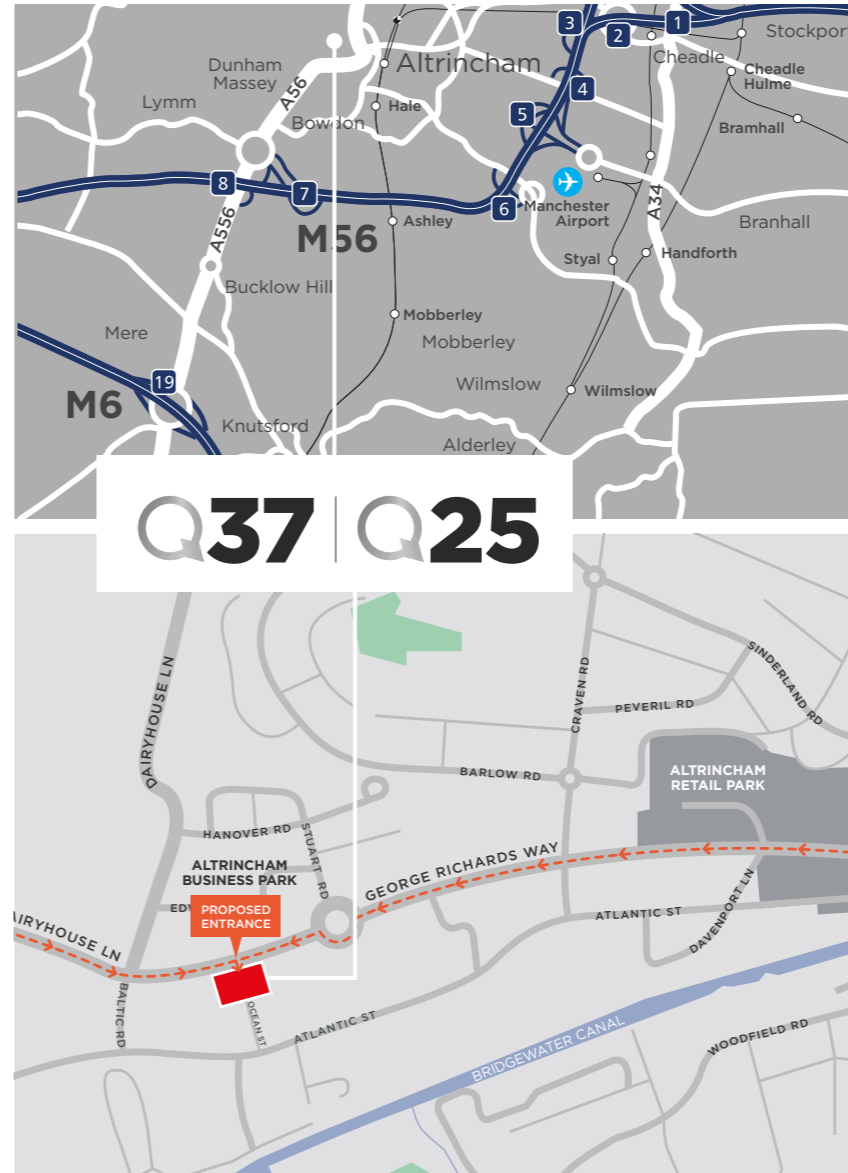 3
2
1
Stockport
Dunham
Massey
Altrincham
Cheadle
Cheadle
Hulme
A56
4
Lymm
Hale
5
Bowdon
Bramhall
8
7
6
Manchester
Airport
A34
A556
M56
Ashley
Branhall
Styal
Handforth
Bucklow Hill
Mobberley
Mere
Mobberley
19
Wilmslow
Wilmslow
M6
Knutsford
Alderley
Q37 | Q25
DAIRYHOUSE LN
CRAVEN RD
SINDERLAND RD
PEVERIL RD
BARLOW RD
ALTRINCHAM
RETAIL PARK
HANOVER RD
STUART RD
ALTRINCHAM
BUSINESS PARK
GEORGE RICHARDS WAY
PROPOSED
ENTRANCE
ATLANTIC ST
DAVENPORT LN
AIRYHOUSE LN
BALTIC RD
OCEAN ST
ATLANTIC ST
BRIDGEWATER CANAL
WOODFIELD RD